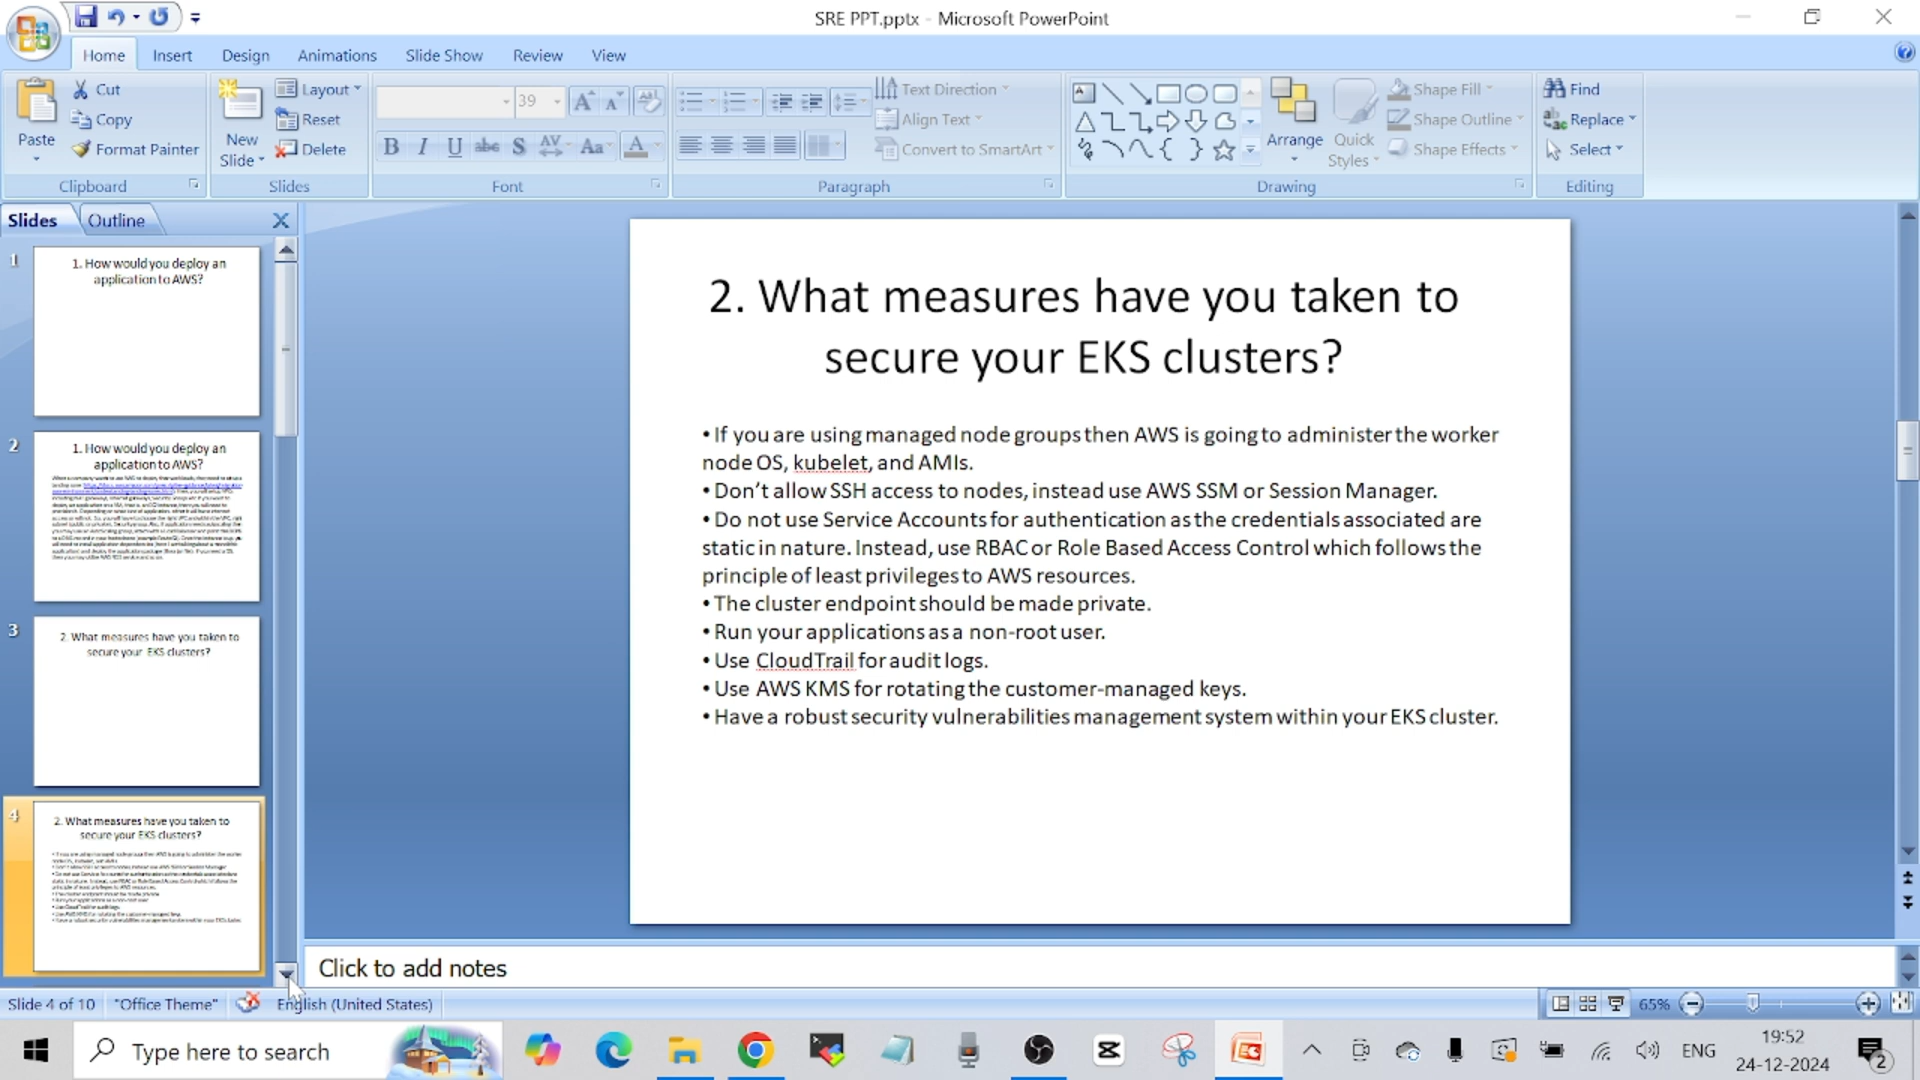 SRE PPT.pptx - Microsoft PowerPoint
Home Insert Design Animations Slide Show Review View
Cut
Copy
Format Painter
Paste
Clipboard
New Slide
Layout
Reset
Delete
Slides
39
B I U abc S AV Aa A
Font
Text Direction
Align Text
Convert to SmartArt
Paragraph
Arrange
Quick Styles
Shape Fill
Shape Outline
Shape Effects
Drawing
Find
Replace
Select
Editing
Slides Outline
1
1. How would you deploy an
application to AWS?
2
1. How would you deploy an
application to AWS?
3
2. What measures have you taken to
secure your EKS clusters?
4
2. What measures have you taken to
secure your EKS clusters?
2. What measures have you taken to
secure your EKS clusters?
• If you are using managed node groups then AWS is going to administer the worker
node OS, kubelet, and AMIs.
• Don’t allow SSH access to nodes, instead use AWS SSM or Session Manager.
• Do not use Service Accounts for authentication as the credentials associated are
static in nature. Instead, use RBAC or Role Based Access Control which follows the
principle of least privileges to AWS resources.
• The cluster endpoint should be made private.
• Run your applications as a non-root user.
• Use CloudTrail for audit logs.
• Use AWS KMS for rotating the customer-managed keys.
• Have a robust security vulnerabilities management system within your EKS cluster.
Click to add notes
Slide 4 of 10 "Office Theme" English (United States) 65%
Type here to search
ENG
19:52
24-12-2024
2